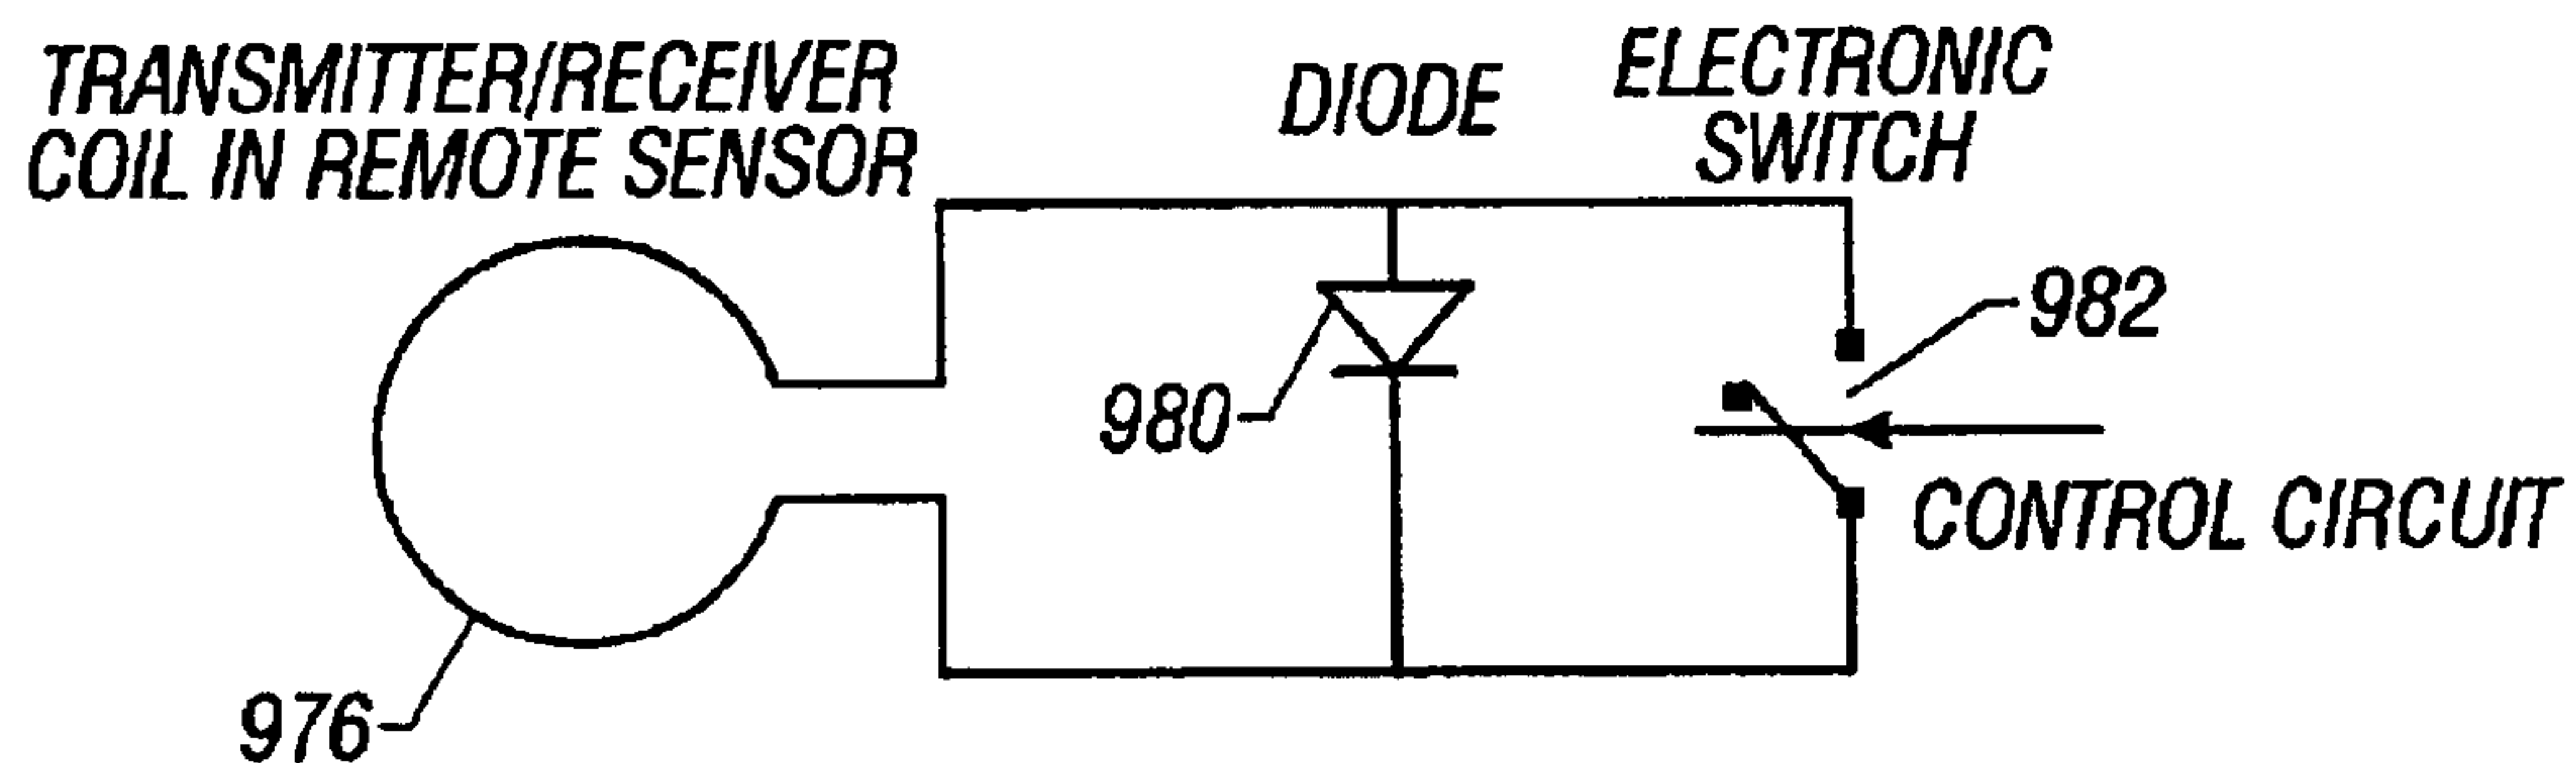 TRANSMITTER/RECEIVER
COIL IN REMOTE SENSOR
DIODE
ELECTRONIC
SWITCH
982
980
CONTROL CIRCUIT
976